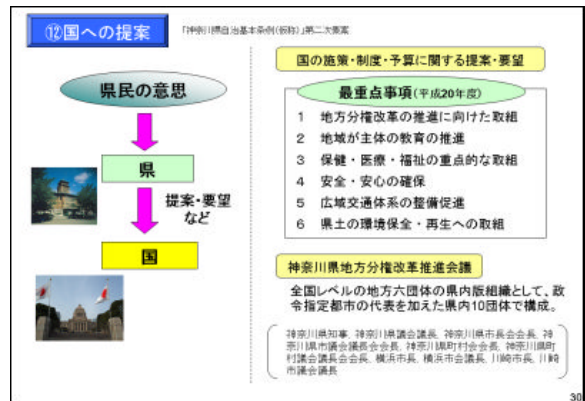 ⑫国への提案
「神奈川県自治基本条例(仮称)」第二次素案
県民の意思
県
提案・要望
など
国
国の施策・制度・予算に関する提案・要望
最重点事項(平成20年度)
1 地方分権改革の推進に向けた取組
2 地域が主体の教育の推進
3 保健・医療・福祉の重点的な取組
4 安全・安心の確保
5 広域交通体系の整備促進
6 県土の環境保全・再生への取組
神奈川県地方分権改革推進会議
全国レベルの地方六団体の県内版組織として、政
令指定都市の代表を加えた県内10団体で構成。
神奈川県知事、神奈川県議会議長、神奈川県市長会会長、神
奈川県市議会議長会会長、神奈川県町村会会長、神奈川県町
村議会議長会会長、横浜市長、横浜市会議長、川崎市長、川崎
市議会議長
30